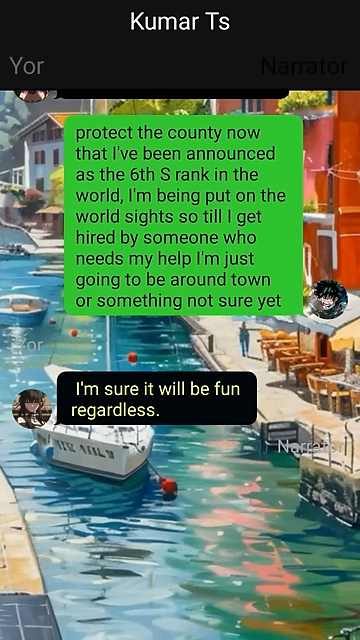 Kumar Ts
Yor
Narrator
protect the county now
that I've been announced
as the 6th S rank in the
world, I'm being put on the
world sights so till I get
hired by someone who
needs my help I'm just
going to be around town
or something not sure yet
Yor
I'm sure it will be fun
regardless.
Narrator